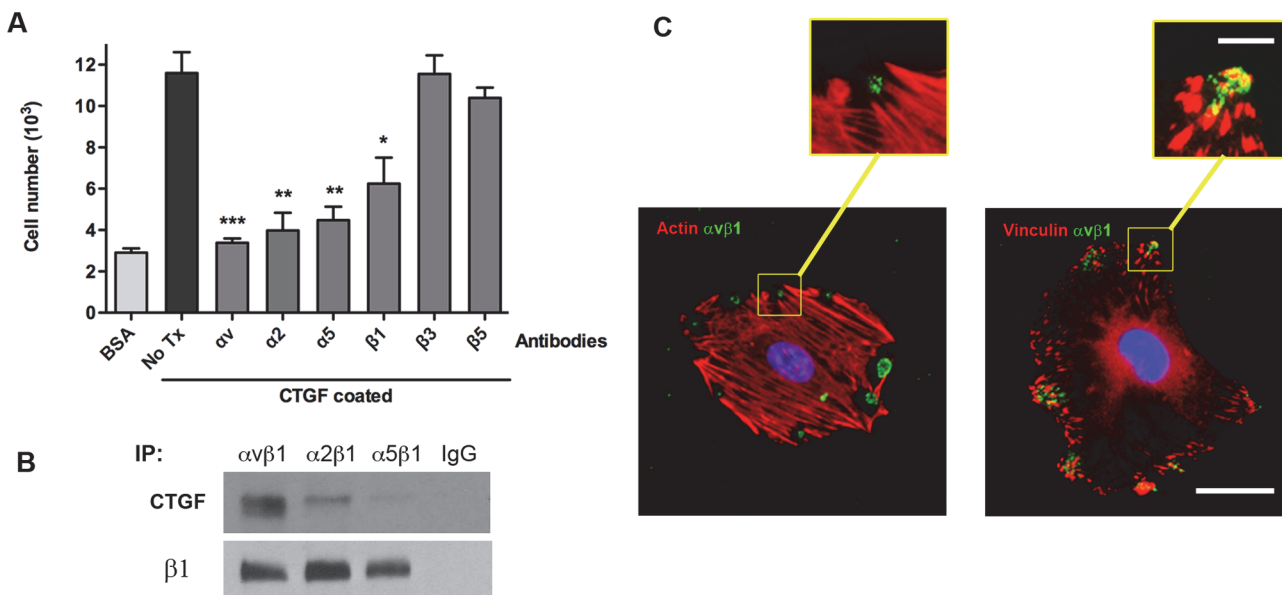 A
Cell number (10³)
12
10
8
6
4
2
0
***
**
**
*
BSA
No Tx
αv
α2
α5
β1
β3
β5
Antibodies
CTGF coated
B
IP:
αvβ1
α2β1
α5β1
IgG
CTGF
β1
C
Actin αvβ1
Vinculin αvβ1